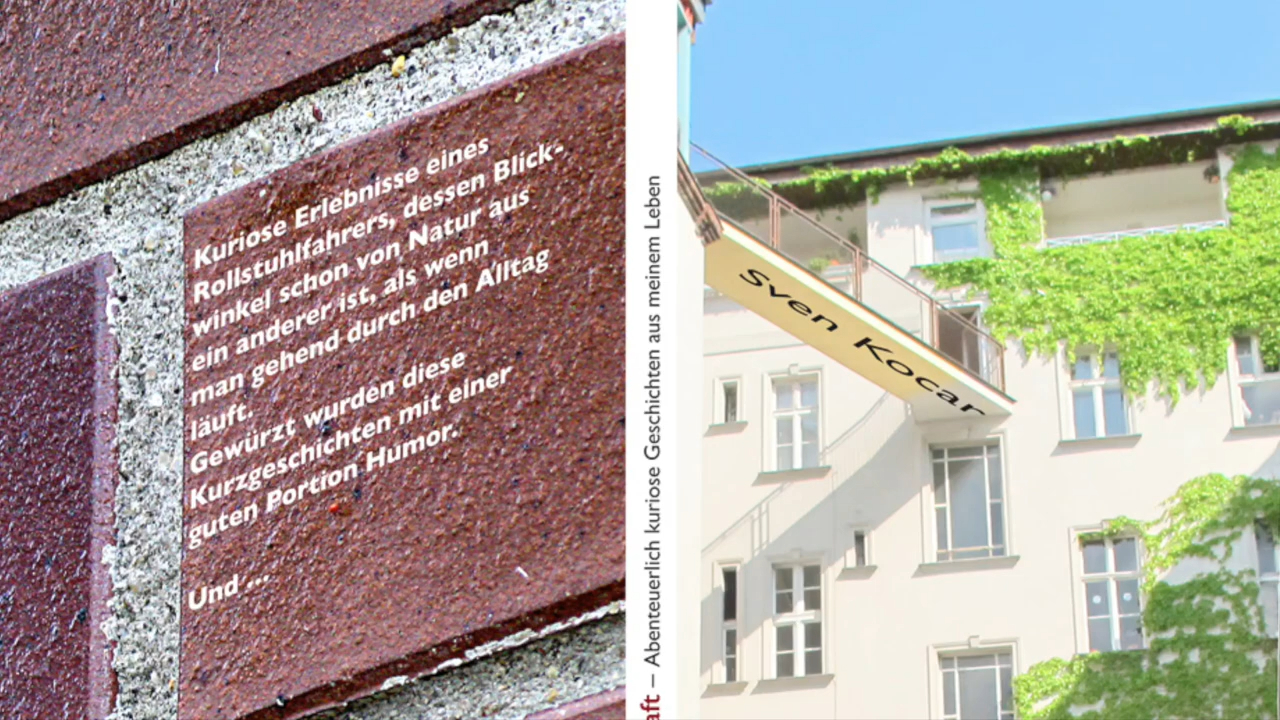 Kuriose Erlebnisse eines
Rollstuhlfahrers, dessen Blick-
winkel schon von Natur aus
ein anderer ist, als wenn
man gehend durch den Alltag
läuft.
Gewürzt wurden diese
Kurzgeschichten mit einer
guten Portion Humor.
Und ...
aft – Abenteuerlich kuriose Geschichten aus meinem Leben
Sven Kocar